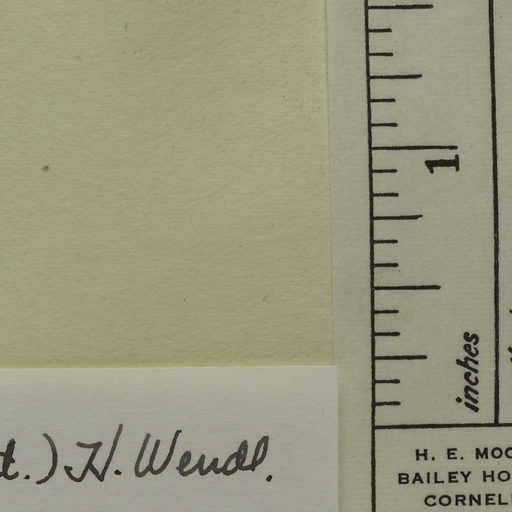 1
inches
t.) H. Wendl.
H. E. MOO
BAILEY HO
CORNEL